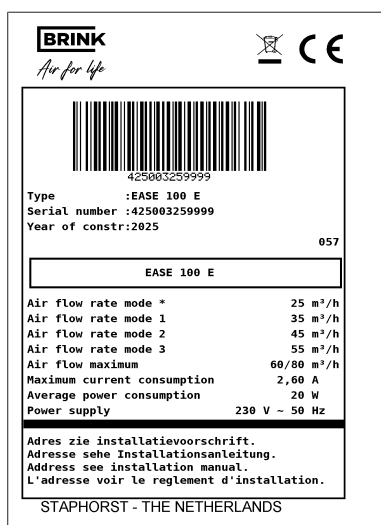 BRINK
Air for life
CE
425003259999
Type :EASE 100 E
Serial number :425003259999
Year of constr:2025
057
EASE 100 E
Air flow rate mode * 25 m³/h
Air flow rate mode 1 35 m³/h
Air flow rate mode 2 45 m³/h
Air flow rate mode 3 55 m³/h
Air flow maximum 60/80 m³/h
Maximum current consumption 2,60 A
Average power consumption 20 W
Power supply 230 V ~ 50 Hz
Adres zie installatievoorschrift.
Adresse sehe Installationsanleitung.
Address see installation manual.
L'adresse voir le reglement d'installation.
STAPHORST - THE NETHERLANDS